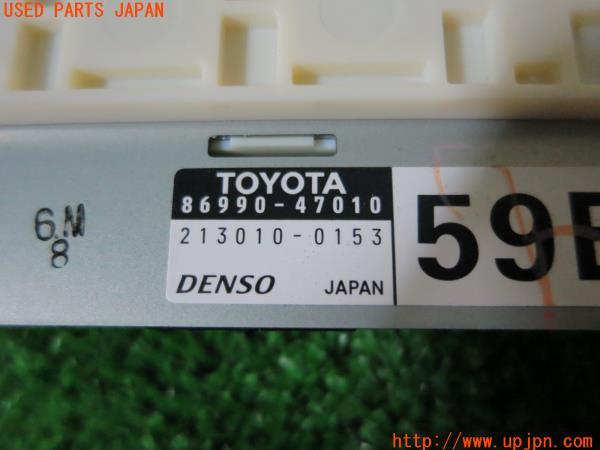 USED PARTS JAPAN
TOYOTA
86990-47010
213010-0153
DENSO JAPAN
59
6.M
8
http://www.upjpn.com